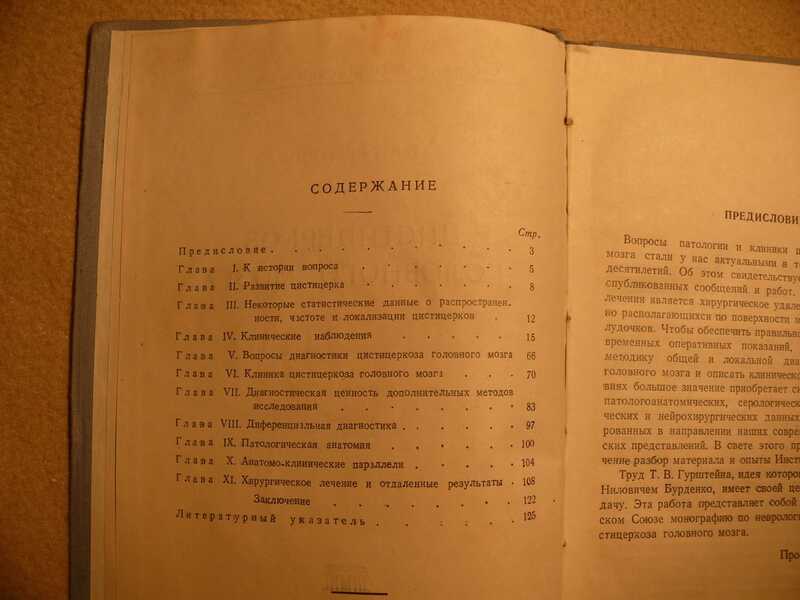 СОДЕРЖАНИЕ
Стр.
Предисловие . . . . . . . . . . 3
Глава I. К истории вопроса . . . . . . . 5
Глава II. Развитие цистицерка . . . . . . . 8
Глава III. Некоторые статистические данные о распространен-
ности, частоте и локализации цистицерков . 12
Глава IV. Клинические наблюдения . . . . . 15
Глава V. Вопросы диагностики цистицеркоза головного мозга 66
Глава VI. Клиника цистицеркоза головного мозга . . . 70
Глава VII. Диагностическая ценность дополнительных методов
исследования . . . . . . . 83
Глава VIII. Диференциальная диагностика . . . . . 97
Глава IX. Патологическая анатомия . . . . . . 100
Глава X. Анатомо-клинические параллели . . . . . 104
Глава XI. Хирургическое лечение и отдаленные результаты . 108
Заключение . . . . . . . . 122
Литературный указатель . . . . . . 125
ПРЕДИСЛОВИ
Вопросы патологии и клиники
мозга стали у нас актуальными в
десятилетий. Об этом свидетельству
опубликованных сообщений и работ.
лечения является хирургическое удале
но располагающихся по поверхности
лудочков. Чтобы обеспечить правильно
временных оперативных показаний,
методику общей и локальной диа
головного мозга и описать клиническо
виях большое значение приобретает
патологоанатомических, серологическ
ческих и нейрохирургических данных
рованных в направлении наших соврем
ских представлений. В свете этого
чение разбор материала и опыты Инст
Труд Т. В. Гурштейна, идея которо
Ниловичем Бурденко, имеет своей
дачу. Эта работа представляет собой
ском Союзе монографию по неврологи
стицеркоза головного мозга.
Про